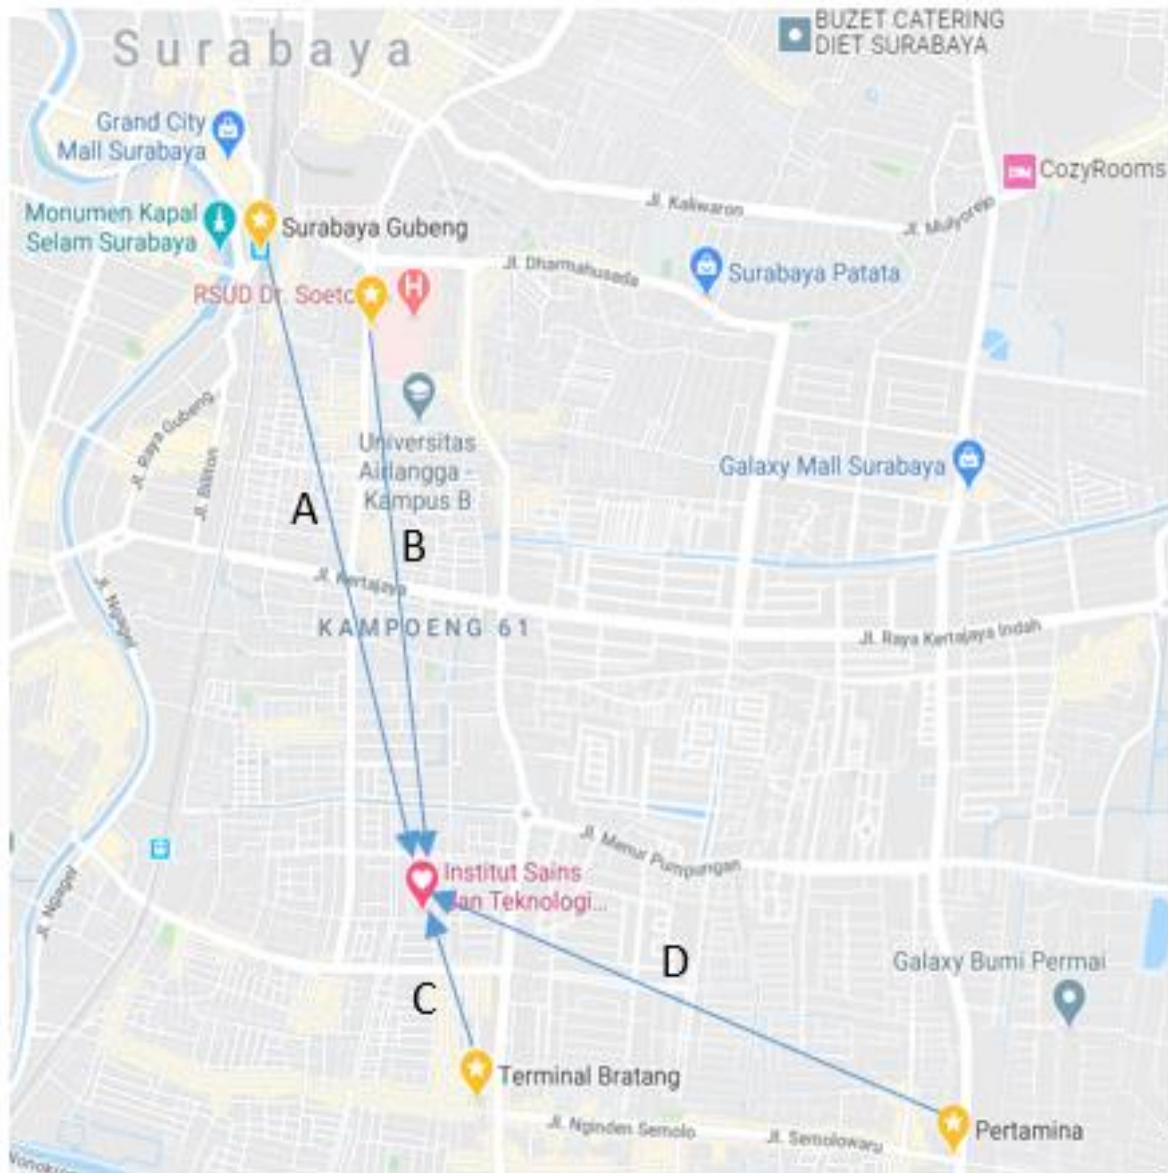 BUZET CATERING
DIET SURABAYA
Surabaya
Grand City
Mall Surabaya
CozyRooms
Monumen Kapal
Selam Surabaya
Surabaya Gubeng
Jl. Kaliwaron
Jl. Mulyorejo
Jl. Dharmahusada
Surabaya Patata
RSUD Dr. Soeto
Jl. Raya Gubeng
Jl. Biliton
Universitas
Airlangga -
Kampus B
Galaxy Mall Surabaya
A
B
Jl. Kertajaya
Jl. Ngagel
KAMPOENG 61
Jl. Raya Kertajaya Indah
Jl. Menur Pumpungan
Institut Sains
dan Teknologi...
Jl. Ngagel
D
Galaxy Bumi Permai
C
Terminal Bratang
Jl. Nginden Semolo
Jl. Semolowaru
Pertamina